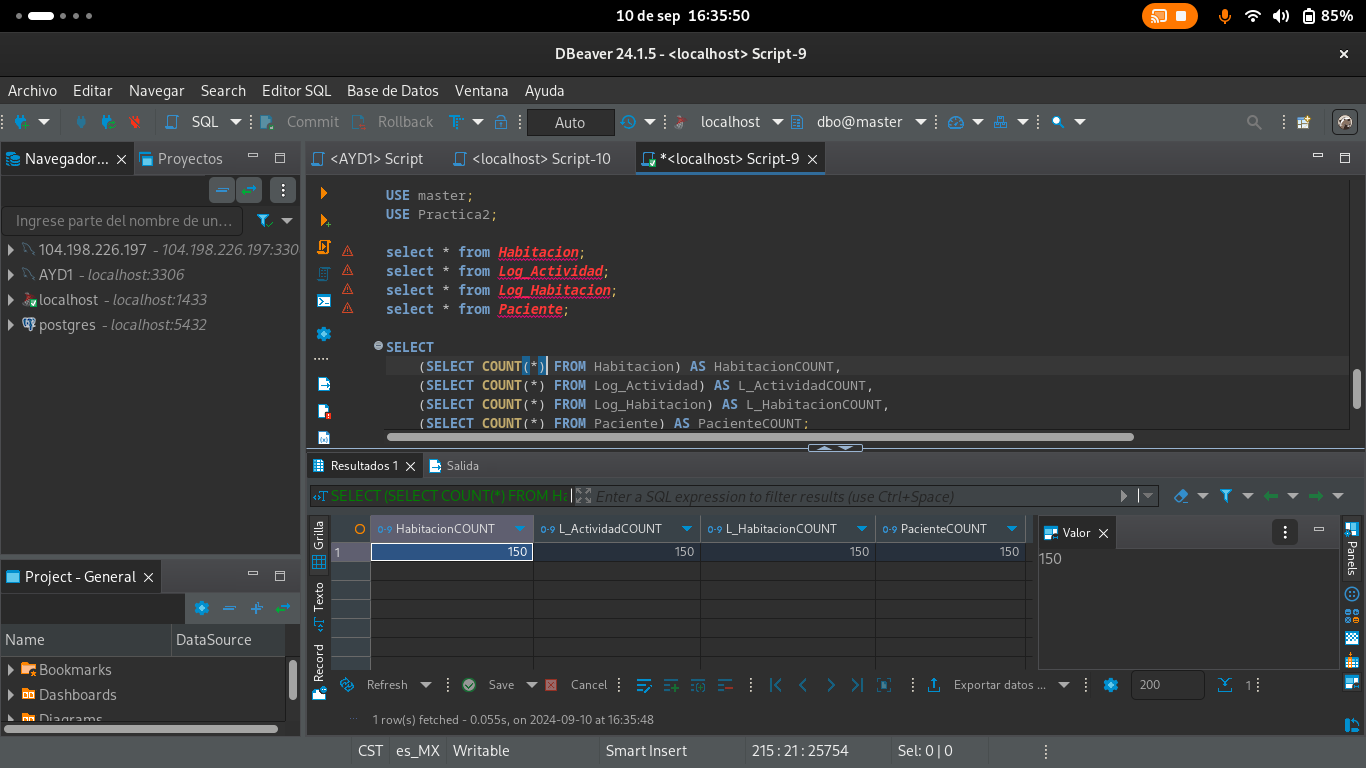 10 de sep 16:35:50
85%
DBeaver 24.1.5 - <localhost> Script-9
Archivo Editar Navegar Search Editor SQL Base de Datos Ventana Ayuda
SQL Commit Rollback Auto localhost dbo@master
Navegador... Proyectos
<AYD1> Script <localhost> Script-10 *<localhost> Script-9
Ingrese parte del nombre de un...
104.198.226.197 - 104.198.226.197:330
AYD1 - localhost:3306
localhost - localhost:1433
postgres - localhost:5432
USE master;
USE Practica2;
select * from Habitacion;
select * from Log_Actividad;
select * from Log_Habitacion;
select * from Paciente;
SELECT
(SELECT COUNT(*) FROM Habitacion) AS HabitacionCOUNT,
(SELECT COUNT(*) FROM Log_Actividad) AS L_ActividadCOUNT,
(SELECT COUNT(*) FROM Log_Habitacion) AS L_HabitacionCOUNT,
(SELECT COUNT(*) FROM Paciente) AS PacienteCOUNT;
Resultados 1 Salida
SELECT (SELECT COUNT(*) FROM Ha Enter a SQL expression to filter results (use Ctrl+Space)
Grilla
Texto
Record
HabitacionCOUNT L_ActividadCOUNT L_HabitacionCOUNT PacienteCOUNT
1 150 150 150 150
Valor
150
Panels
Project - General
Name DataSource
Bookmarks
Dashboards
Diagrams
Refresh Save Cancel Exportar datos ... 200 1
1 row(s) fetched - 0.055s, on 2024-09-10 at 16:35:48
CST es_MX Writable Smart Insert 215 : 21 : 25754 Sel: 0 | 0